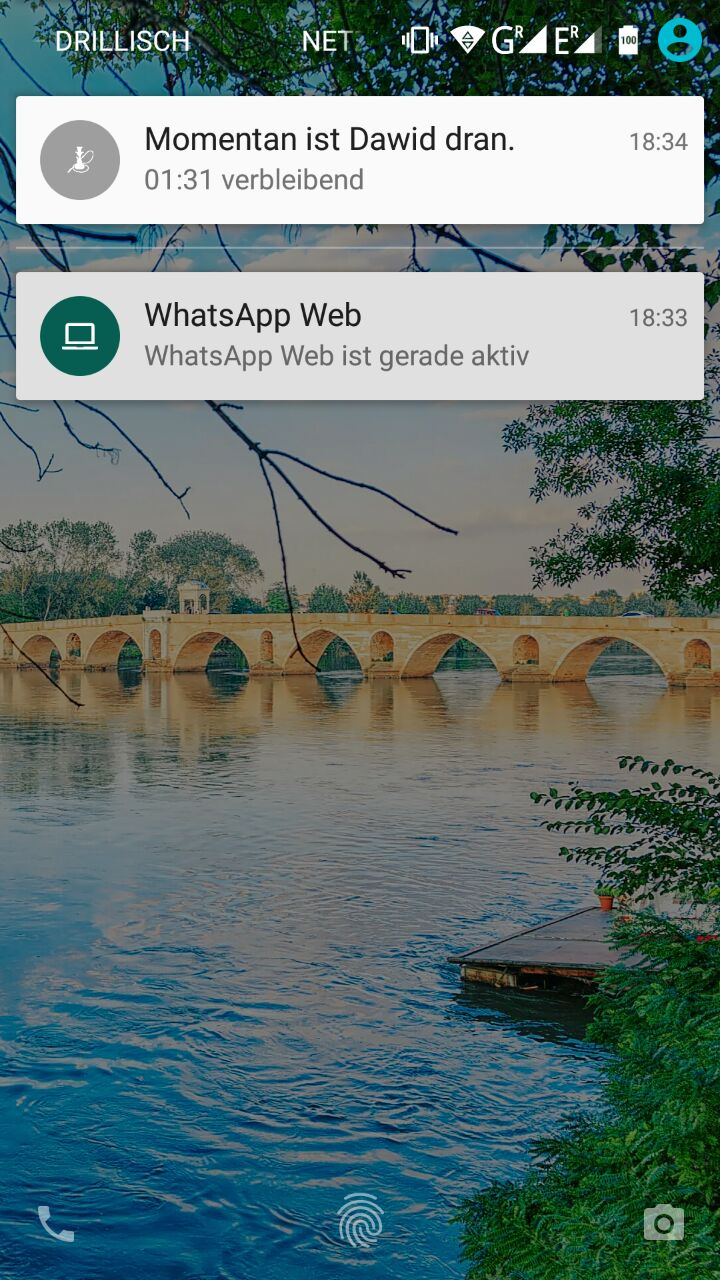 DRILLISCH NET G R E R 100
Momentan ist Dawid dran. 18:34
01:31 verbleibend
WhatsApp Web 18:33
WhatsApp Web ist gerade aktiv